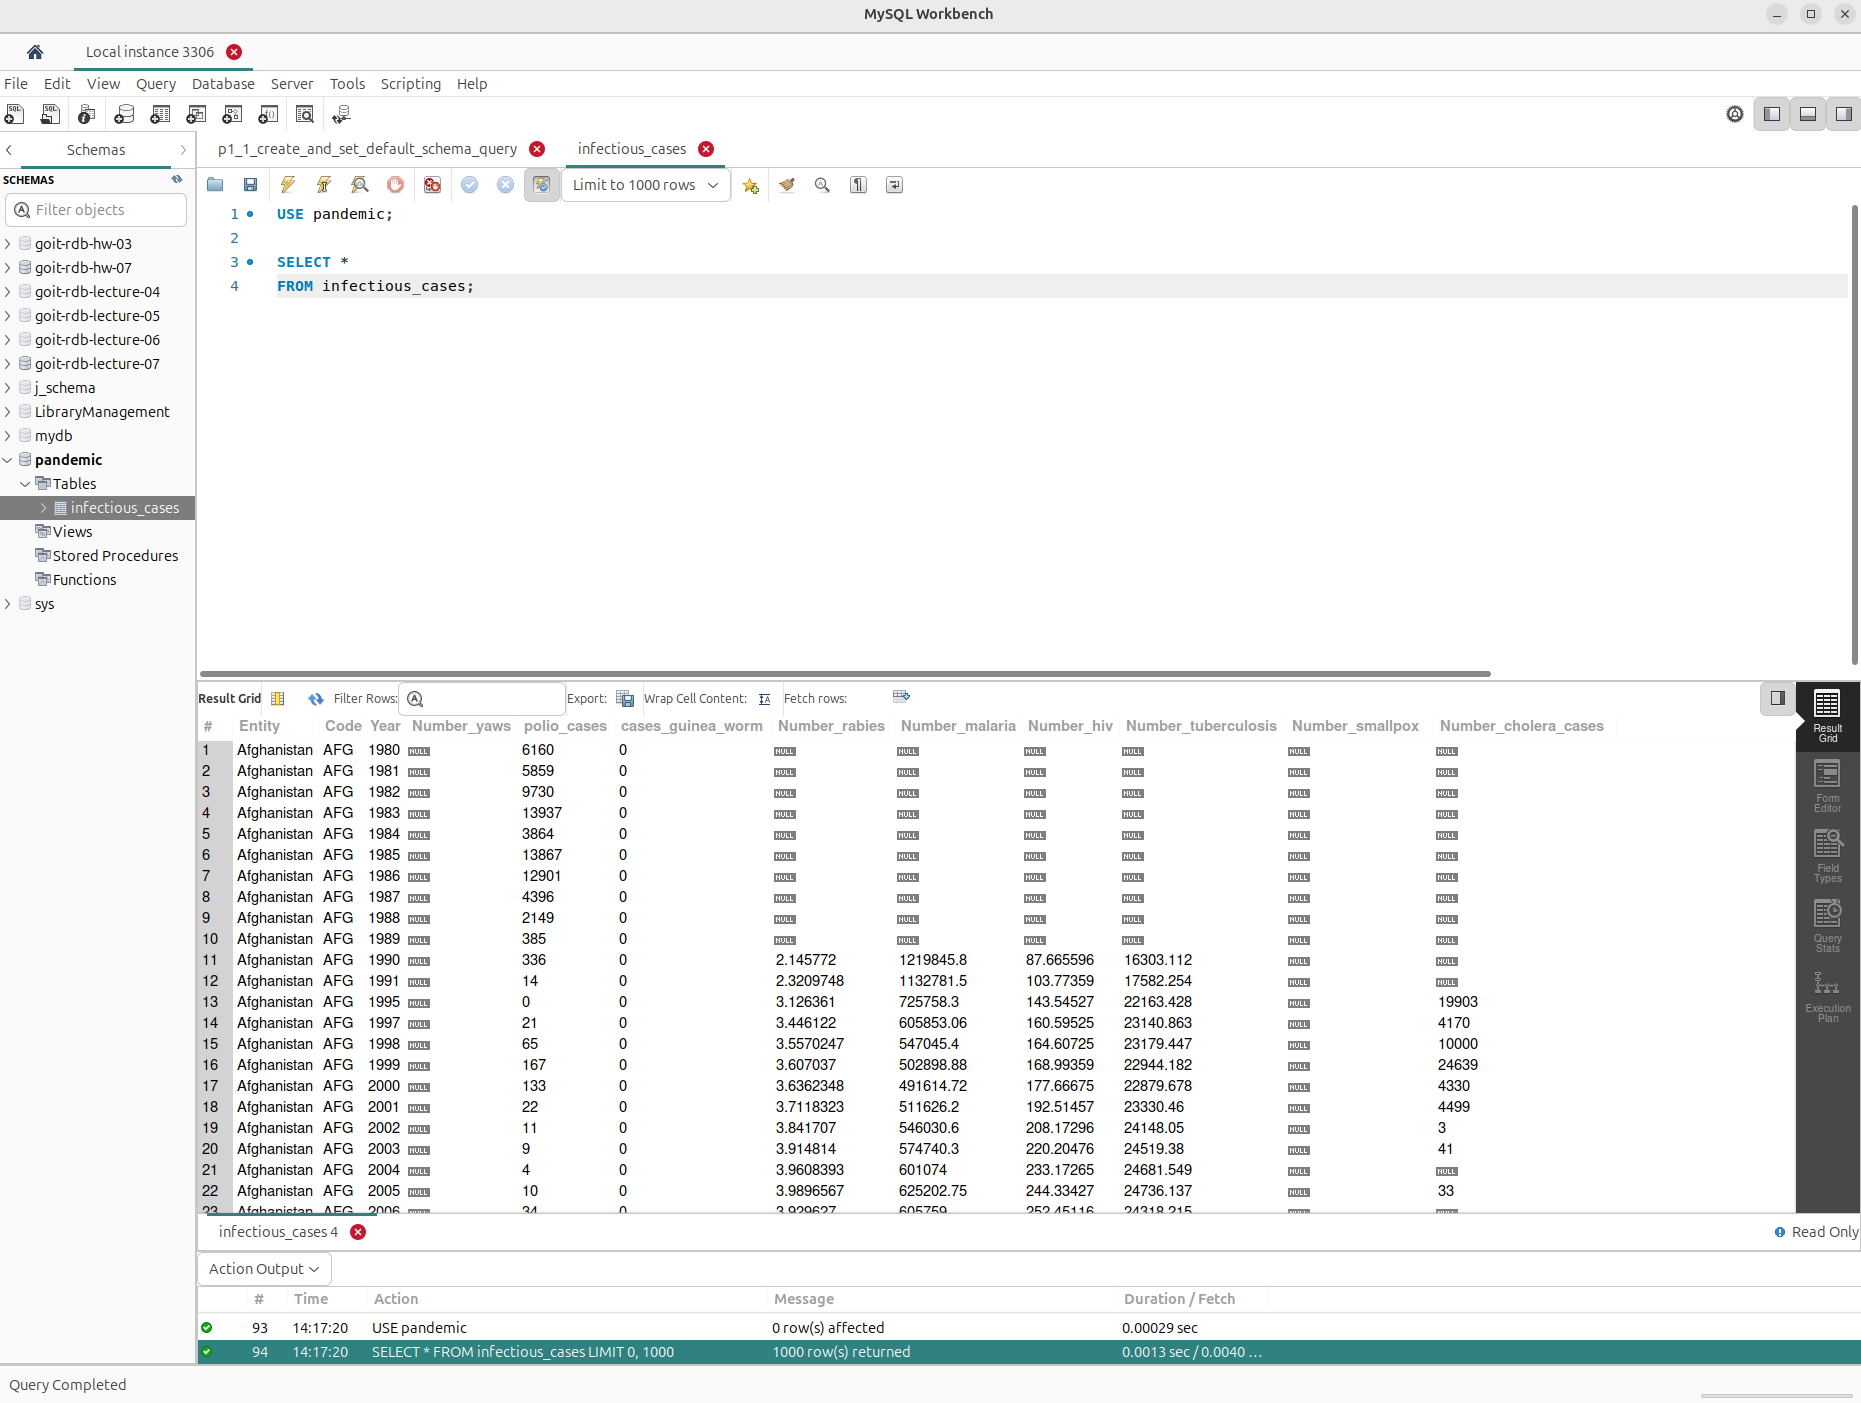 MySQL Workbench
Local instance 3306
File Edit View Query Database Server Tools Scripting Help
Schemas
p1_1_create_and_set_default_schema_query infectious_cases
SCHEMAS
Limit to 1000 rows
Filter objects
goit-rdb-hw-03
goit-rdb-hw-07
goit-rdb-lecture-04
goit-rdb-lecture-05
goit-rdb-lecture-06
goit-rdb-lecture-07
j_schema
LibraryManagement
mydb
pandemic
Tables
infectious_cases
Views
Stored Procedures
Functions
sys
1 USE pandemic;
2
3 SELECT *
4 FROM infectious_cases;
Result Grid Filter Rows: Export: Wrap Cell Content: Fetch rows:
# Entity Code Year Number_yaws polio_cases cases_guinea_worm Number_rabies Number_malaria Number_hiv Number_tuberculosis Number_smallpox Number_cholera_cases
1 Afghanistan AFG 1980 NULL 6160 0 NULL NULL NULL NULL NULL NULL
2 Afghanistan AFG 1981 NULL 5859 0 NULL NULL NULL NULL NULL NULL
3 Afghanistan AFG 1982 NULL 9730 0 NULL NULL NULL NULL NULL NULL
4 Afghanistan AFG 1983 NULL 13937 0 NULL NULL NULL NULL NULL NULL
5 Afghanistan AFG 1984 NULL 3864 0 NULL NULL NULL NULL NULL NULL
6 Afghanistan AFG 1985 NULL 13867 0 NULL NULL NULL NULL NULL NULL
7 Afghanistan AFG 1986 NULL 12901 0 NULL NULL NULL NULL NULL NULL
8 Afghanistan AFG 1987 NULL 4396 0 NULL NULL NULL NULL NULL NULL
9 Afghanistan AFG 1988 NULL 2149 0 NULL NULL NULL NULL NULL NULL
10 Afghanistan AFG 1989 NULL 385 0 NULL NULL NULL NULL NULL NULL
11 Afghanistan AFG 1990 NULL 336 0 2.145772 1219845.8 87.665596 16303.112 NULL NULL
12 Afghanistan AFG 1991 NULL 14 0 2.3209748 1132781.5 103.77359 17582.254 NULL NULL
13 Afghanistan AFG 1995 NULL 0 0 3.126361 725758.3 143.54527 22163.428 NULL 19903
14 Afghanistan AFG 1997 NULL 21 0 3.446122 605853.06 160.59525 23140.863 NULL 4170
15 Afghanistan AFG 1998 NULL 65 0 3.5570247 547045.4 164.60725 23179.447 NULL 10000
16 Afghanistan AFG 1999 NULL 167 0 3.607037 502898.88 168.99359 22944.182 NULL 24639
17 Afghanistan AFG 2000 NULL 133 0 3.6362348 491614.72 177.66675 22879.678 NULL 4330
18 Afghanistan AFG 2001 NULL 22 0 3.7118323 511626.2 192.51457 23330.46 NULL 4499
19 Afghanistan AFG 2002 NULL 11 0 3.841707 546030.6 208.17296 24148.05 NULL 3
20 Afghanistan AFG 2003 NULL 9 0 3.914814 574740.3 220.20476 24519.38 NULL 41
21 Afghanistan AFG 2004 NULL 4 0 3.9608393 601074 233.17265 24681.549 NULL NULL
22 Afghanistan AFG 2005 NULL 10 0 3.9896567 625202.75 244.33427 24736.137 NULL 33
23 Afghanistan AFG 2006 NULL 34 0 3.929627 605759 252.45116 24318.215 NULL NULL
Result
Grid
Form
Editor
Field
Types
Query
Stats
Execution
Plan
infectious_cases 4 Read Only
Action Output
# Time Action Message Duration / Fetch
93 14:17:20 USE pandemic 0 row(s) affected 0.00029 sec
94 14:17:20 SELECT * FROM infectious_cases LIMIT 0, 1000 1000 row(s) returned 0.0013 sec / 0.0040 ...
Query Completed